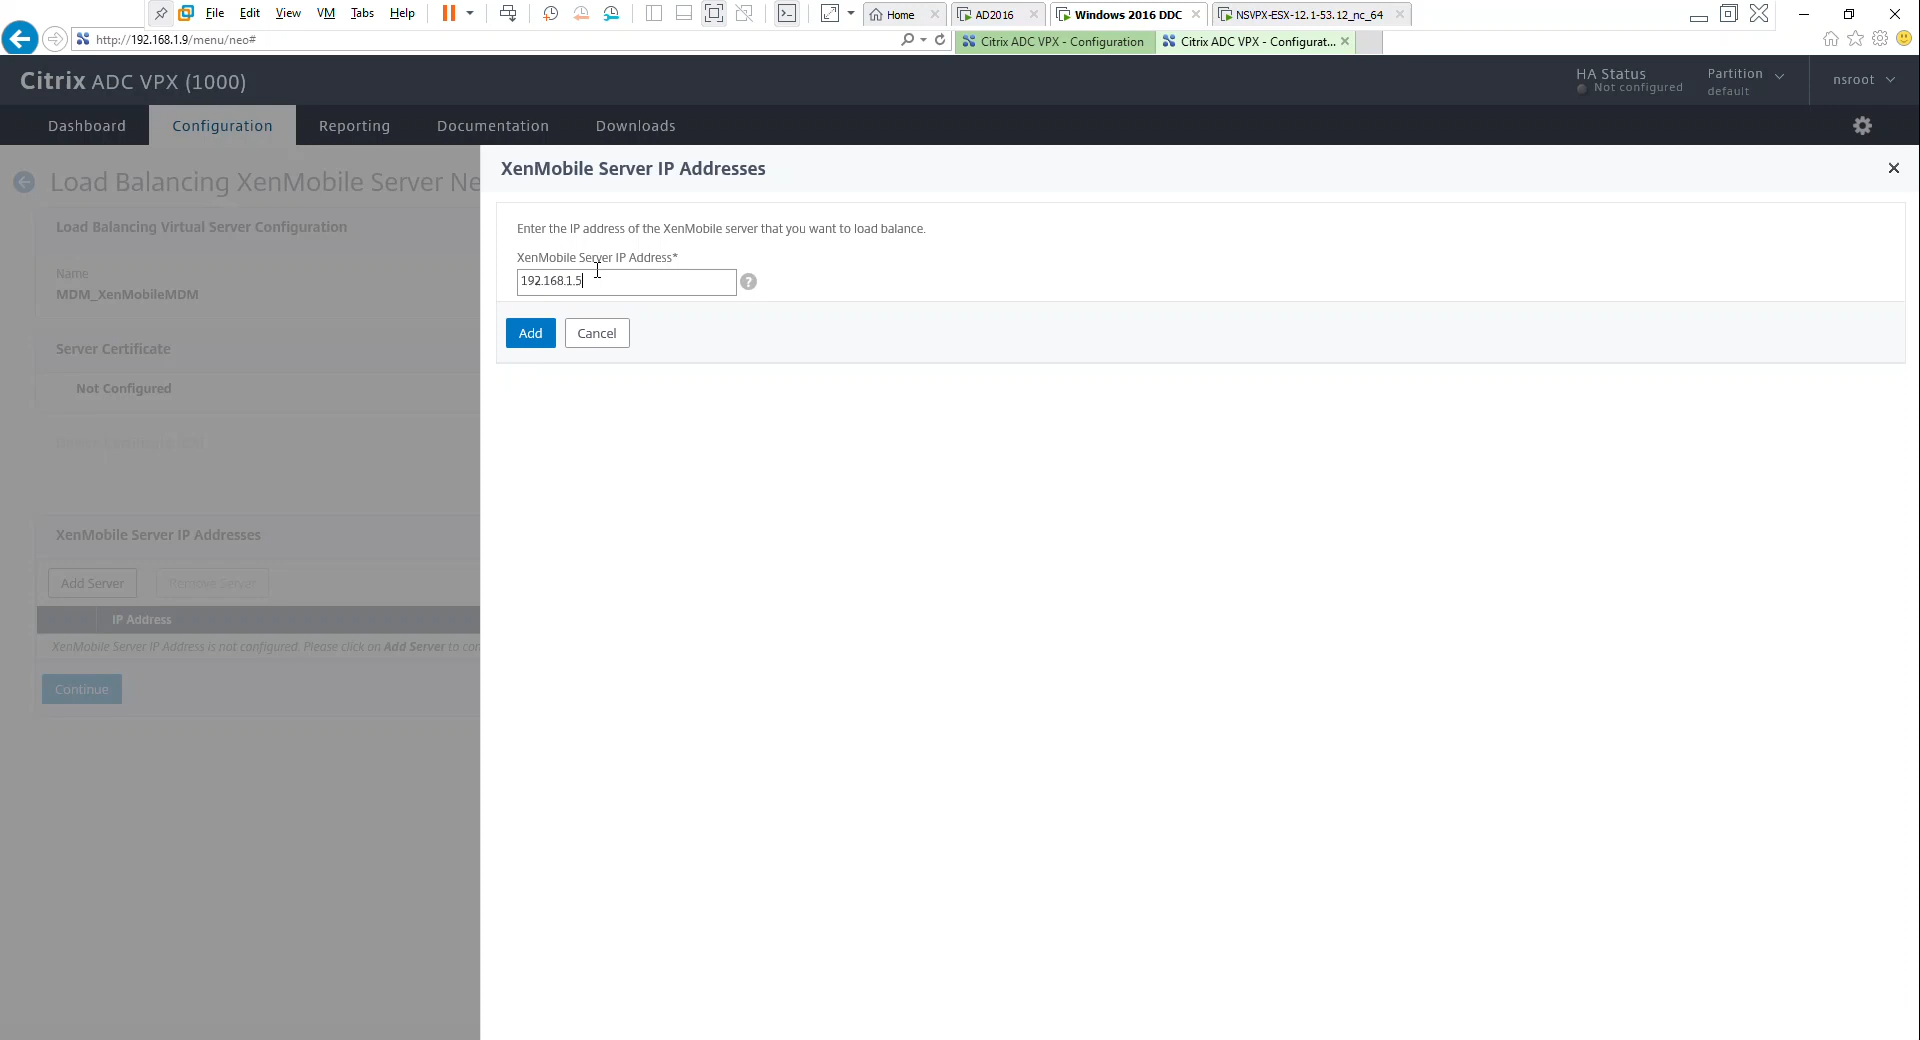 File Edit View VM Tabs Help Home AD2016 Windows 2016 DDC NSVPX-ESX-12.1-53.12_nc_64
http://192.168.1.9/menu/neo# Citrix ADC VPX - Configuration Citrix ADC VPX - Configurat...
Citrix ADC VPX (1000)
HA Status
Not configured
Partition
default
nsroot
Dashboard Configuration Reporting Documentation Downloads
Load Balancing XenMobile Server Ne
Load Balancing Virtual Server Configuration
Name
MDM_XenMobileMDM
Server Certificate
Not Configured
XenMobile Server IP Addresses
Add Server Remove Server
IP Address
XenMobile Server IP Address is not configured. Please click on Add Server to con
Continue
XenMobile Server IP Addresses
Enter the IP address of the XenMobile server that you want to load balance.
XenMobile Server IP Address*
192.168.1.5
?
Add Cancel